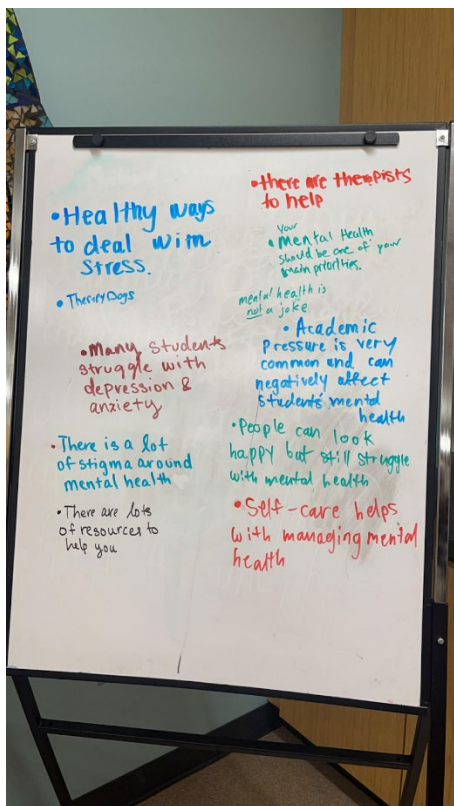 •Healthy ways
to deal with
stress.
• Therapy Dogs
•Many students
struggle with
depression &
anxiety
• There is a lot
of stigma around
mental health
• There are lots
of resources to
help you
•there are therapists
to help
your
• Mental Health
should be one of your
main priorities.
mental health is
not a joke
• Academic
Pressure is very
common and can
negatively affect
students' mental
health
•People can look
happy but still struggle
with mental health
•Self-care helps
with managing mental
health